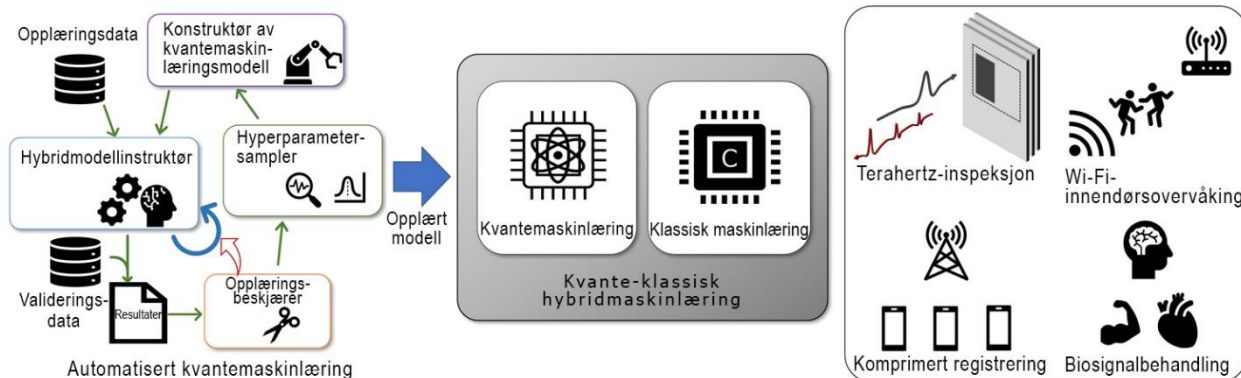 Opplæringsdata
Konstruktør av
kvantemaskin-
læringsmodell
Hybridmodellinstruktør
Hyperparameter-
sampler
Validerings-
data
Resultater
Opplærings-
beskjærer
Automatisert kvantemaskinlæring
Opplært
modell
Kvantemaskinlæring
C
Klassisk maskinlæring
Kvante-klassisk
hybridmaskinlæring
Terahertz-inspeksjon
Wi-Fi-
innendørsovervåking
Komprimert registrering
Biosignalbehandling